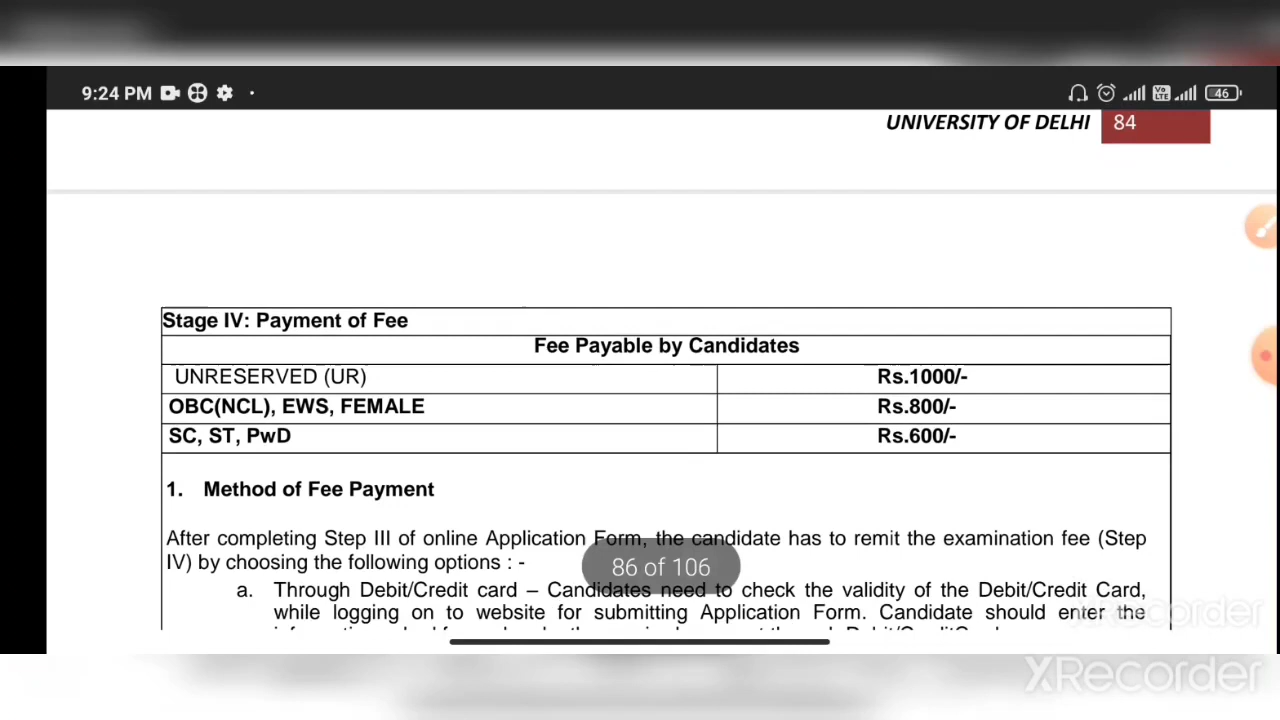 9:24 PM
Vo LTE
46
UNIVERSITY OF DELHI 84
Stage IV: Payment of Fee
Fee Payable by Candidates
UNRESERVED (UR) Rs.1000/-
OBC(NCL), EWS, FEMALE Rs.800/-
SC, ST, PwD Rs.600/-
1. Method of Fee Payment
After completing Step III of online Application Form, the candidate has to remit the examination fee (Step
IV) by choosing the following options : -
86 of 106
a. Through Debit/Credit card – Candidates need to check the validity of the Debit/Credit Card,
while logging on to website for submitting Application Form. Candidate should enter the
XRecorder
XRecorder